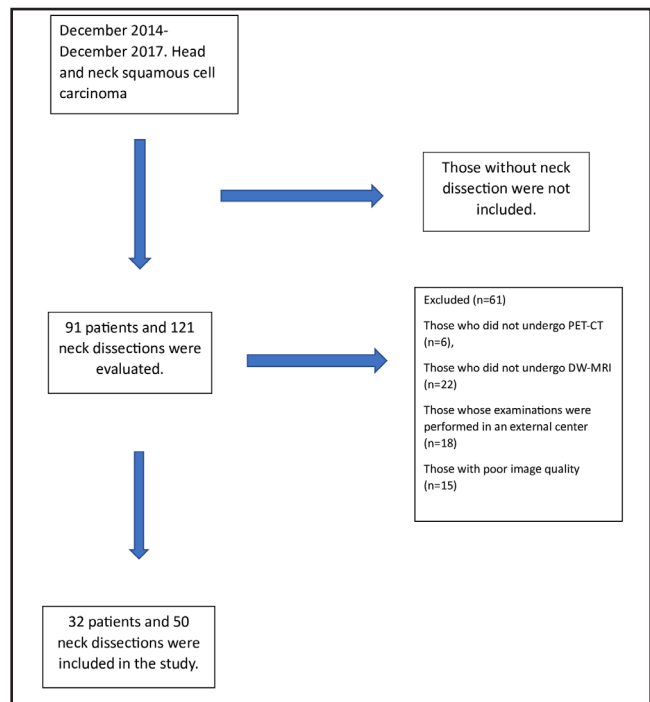 December 2014-
December 2017. Head
and neck squamous cell
carcinoma
Those without neck
dissection were not
included.
91 patients and 121
neck dissections were
evaluated.
Excluded (n=61)
Those who did not undergo PET-CT
(n=6),
Those who did not undergo DW-MRI
(n=22)
Those whose examinations were
performed in an external center
(n=18)
Those with poor image quality
(n=15)
32 patients and 50
neck dissections were
included in the study.